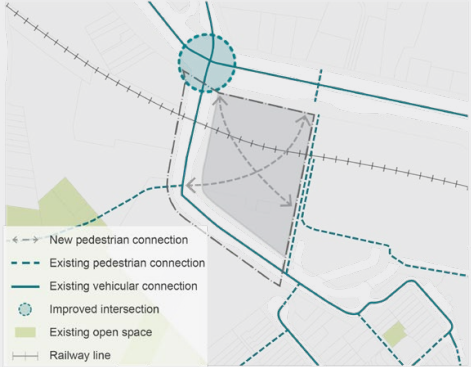 New pedestrian connection
Existing pedestrian connection
Existing vehicular connection
Improved intersection
Existing open space
Railway line